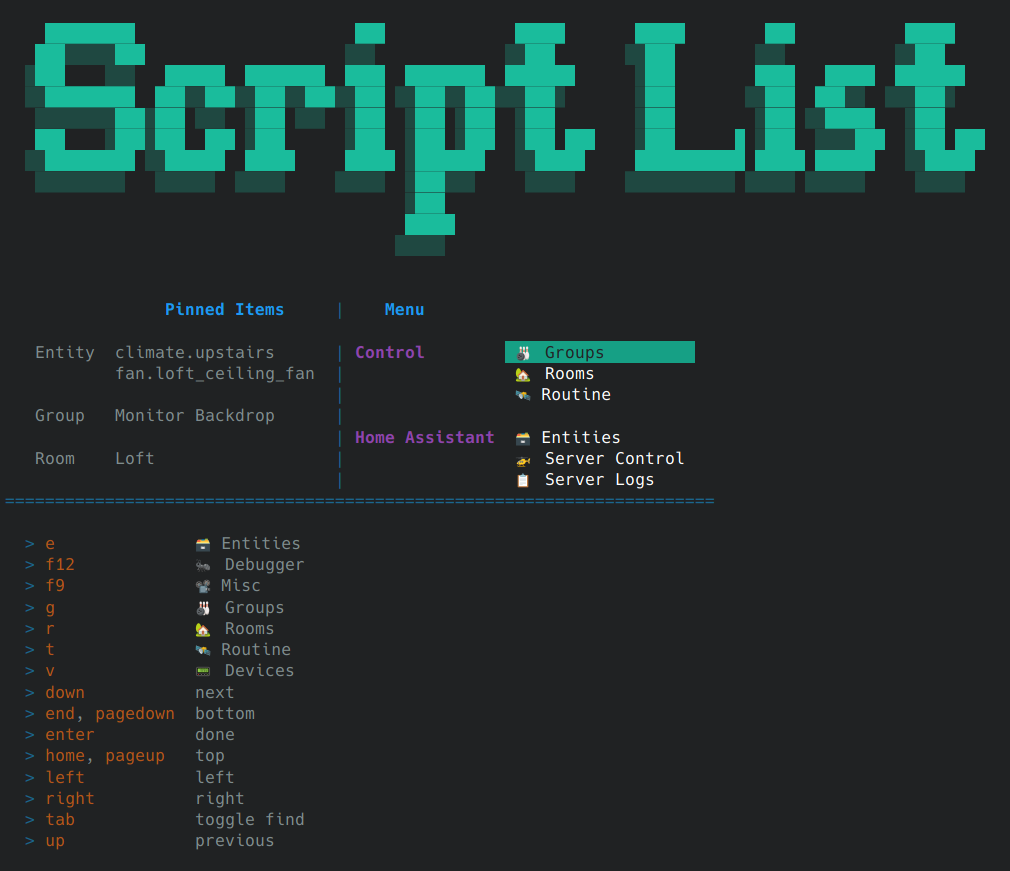 Script List
Pinned Items | Menu
Entity climate.upstairs | Control 🎳 Groups
fan.loft_ceiling_fan | 🏡 Rooms
| 🛰 Routine
Group Monitor Backdrop |
| Home Assistant 🗃 Entities
Room Loft | 🚁 Server Control
| 📋 Server Logs
=======================================================================
> e 🗃 Entities
> f12 🐜 Debugger
> f9 📽 Misc
> g 🎳 Groups
> r 🏡 Rooms
> t 🛰 Routine
> v 📟 Devices
> down next
> end, pagedown bottom
> enter done
> home, pageup top
> left left
> right right
> tab toggle find
> up previous